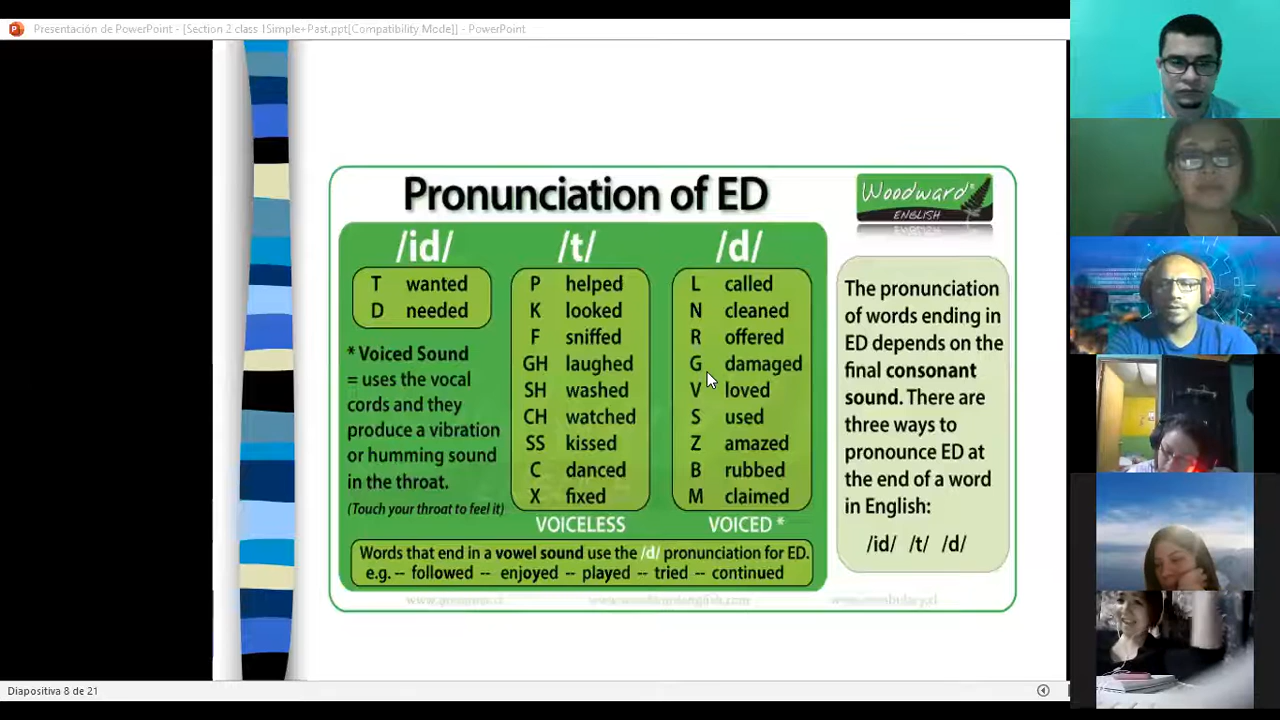 Presentación de PowerPoint - [Section 2 class 1Simple+Past.ppt[Compatibility Mode]] - PowerPoint
Pronunciation of ED
Woodward
ENGLISH
/id/
T wanted
D needed
* Voiced Sound
= uses the vocal
cords and they
produce a vibration
or humming sound
in the throat.
(Touch your throat to feel it)
/t/
P helped
K looked
F sniffed
GH laughed
SH washed
CH watched
SS kissed
C danced
X fixed
VOICELESS
/d/
L called
N cleaned
R offered
G damaged
V loved
S used
Z amazed
B rubbed
M claimed
VOICED *
Words that end in a vowel sound use the /d/ pronunciation for ED.
e.g. -- followed -- enjoyed -- played -- tried -- continued
The pronunciation
of words ending in
ED depends on the
final consonant
sound. There are
three ways to
pronounce ED at
the end of a word
in English:
/id/ /t/ /d/
Diapositiva 8 de 21